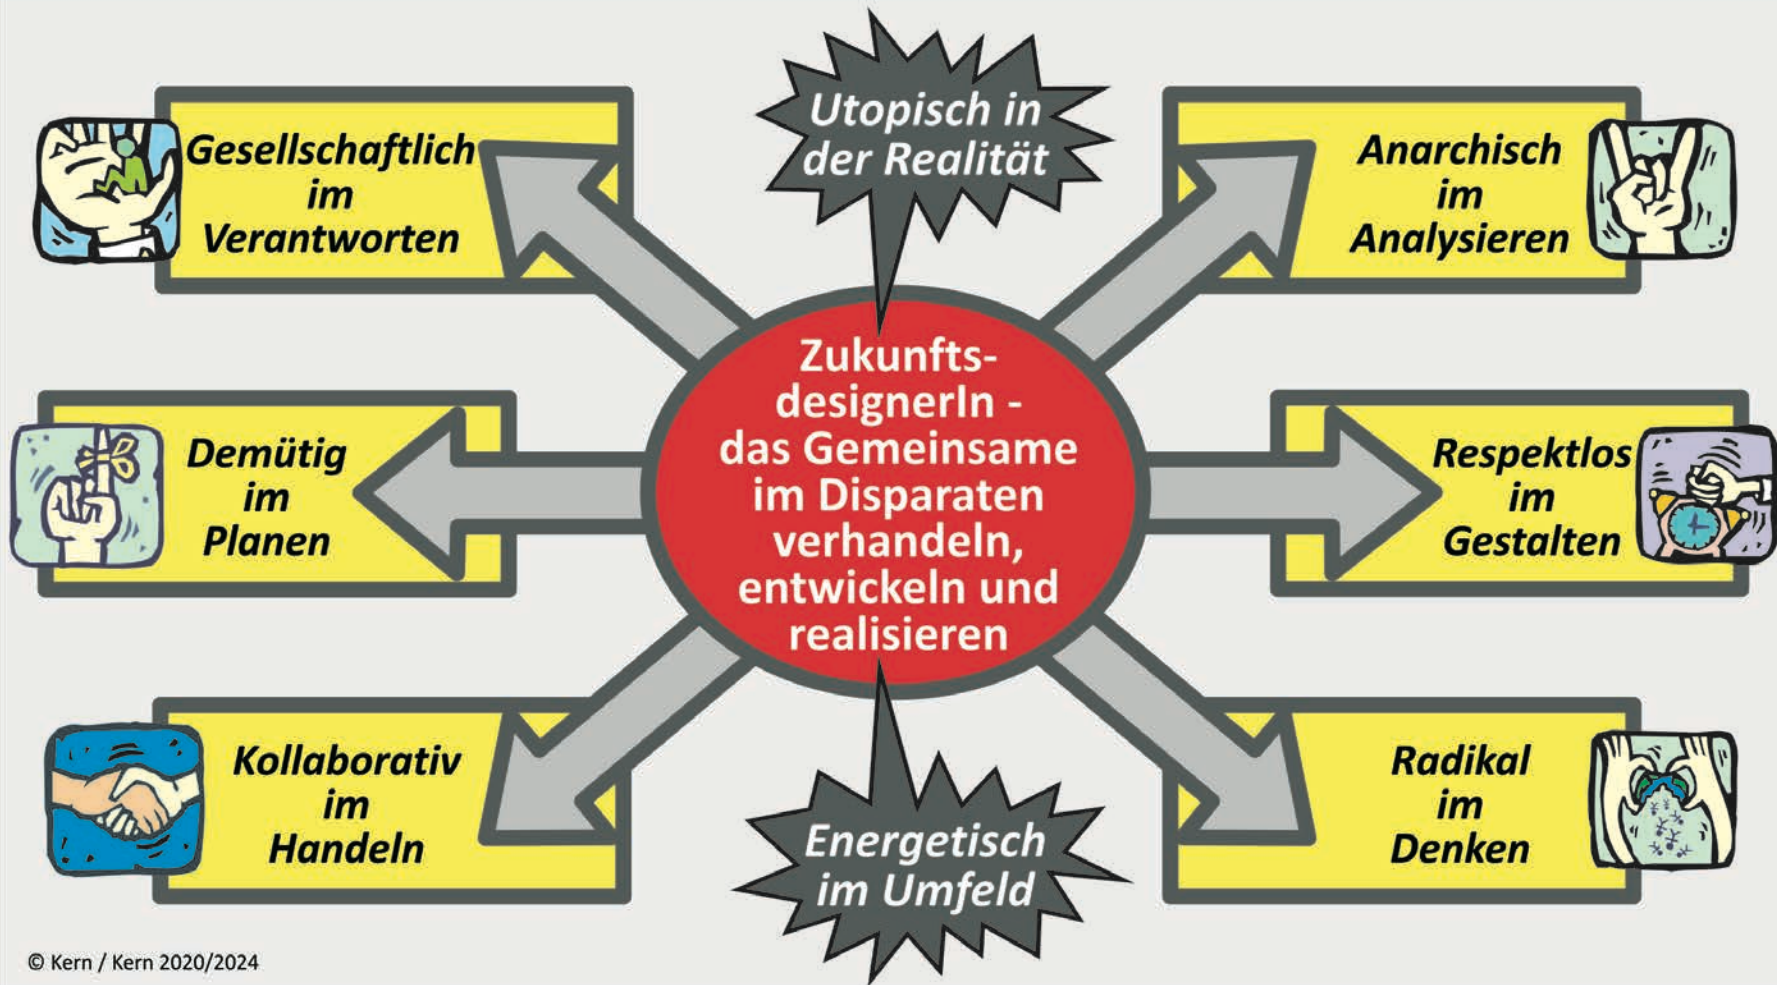 Utopisch in
der Realität
Gesellschaftlich
im
Verantworten
Anarchisch
im
Analysieren
Zukunfts-
designerIn -
das Gemeinsame
im Disparaten
verhandeln,
entwickeln und
realisieren
Demütig
im
Planen
Respektlos
im
Gestalten
Kollaborativ
im
Handeln
Radikal
im
Denken
Energetisch
im Umfeld
© Kern / Kern 2020/2024